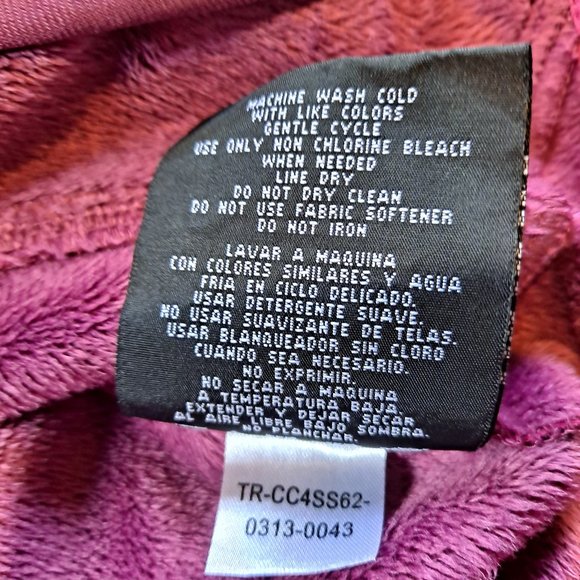 MACHINE WASH COLD
WITH LIKE COLORS
GENTLE CYCLE
USE ONLY NON CHLORINE BLEACH
WHEN NEEDED
LINE DRY
DO NOT DRY CLEAN
DO NOT USE FABRIC SOFTENER
DO NOT IRON
LAVAR A MAQUINA
CON COLORES SIMILARES Y AGUA
FRIA EN CICLO DELICADO.
USAR DETERGENTE SUAVE.
NO USAR SUAVIZANTE DE TELAS.
USAR BLANQUEADOR SIN CLORO
CUANDO SEA NECESARIO.
NO EXPRIMIR.
NO SECAR A MAQUINA
A TEMPERATURA BAJA.
EXTENDER Y DEJAR SECAR
AL AIRE LIBRE BAJO SOMBRA.
NO PLANCHAR.
TR-CC4SS62-
0313-0043